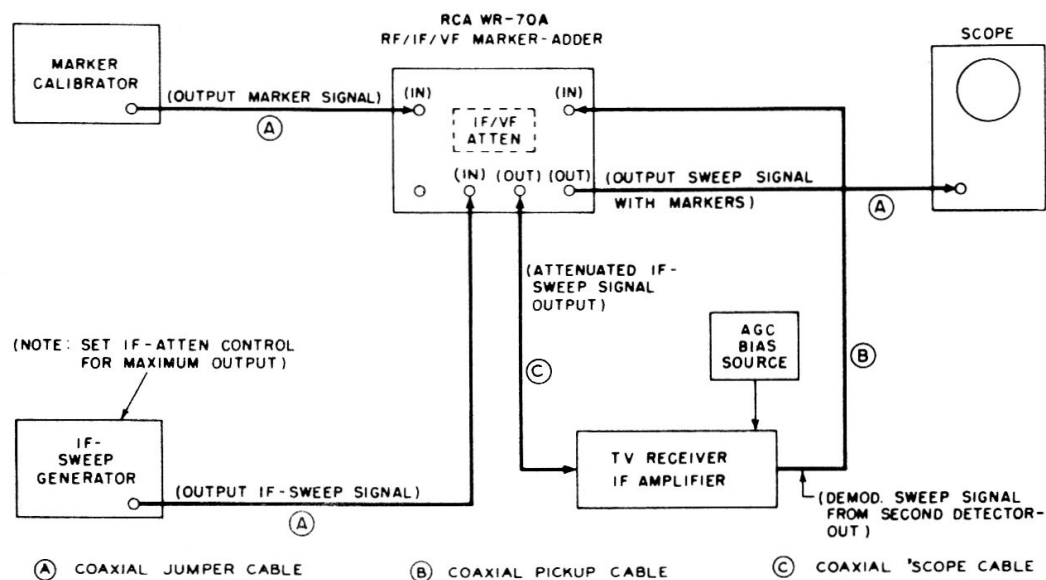 RCA WR-70A
RF/IF/VF MARKER-ADDER
SCOPE
MARKER
CALIBRATOR
(OUTPUT MARKER SIGNAL)
A
(IN)
IF/VF
ATTEN
(IN)
(IN)
(OUT)
(OUT)
(OUTPUT SWEEP SIGNAL
WITH MARKERS)
A
(ATTENUATED IF-
SWEEP SIGNAL
OUTPUT)
C
AGC
BIAS
SOURCE
B
(NOTE: SET IF-ATTEN CONTROL
FOR MAXIMUM OUTPUT)
IF-
SWEEP
GENERATOR
(OUTPUT IF-SWEEP SIGNAL)
A
TV RECEIVER
IF AMPLIFIER
(DEMOD. SWEEP SIGNAL
FROM SECOND DETECTOR-
OUT)
A COAXIAL JUMPER CABLE
B COAXIAL PICKUP CABLE
C COAXIAL 'SCOPE CABLE